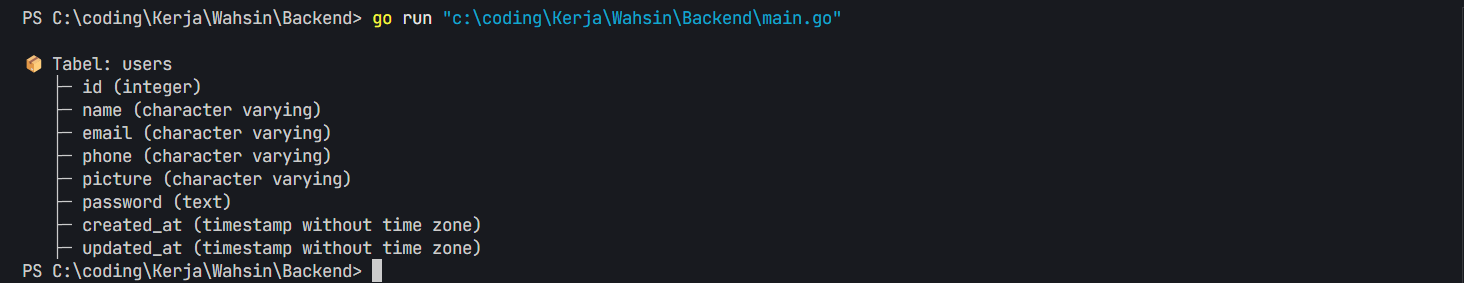 PS C:\coding\Kerja\Wahsin\Backend> go run "c:\coding\Kerja\Wahsin\Backend\main.go"
📦 Tabel: users
├─ id (integer)
├─ name (character varying)
├─ email (character varying)
├─ phone (character varying)
├─ picture (character varying)
├─ password (text)
├─ created_at (timestamp without time zone)
├─ updated_at (timestamp without time zone)
PS C:\coding\Kerja\Wahsin\Backend>